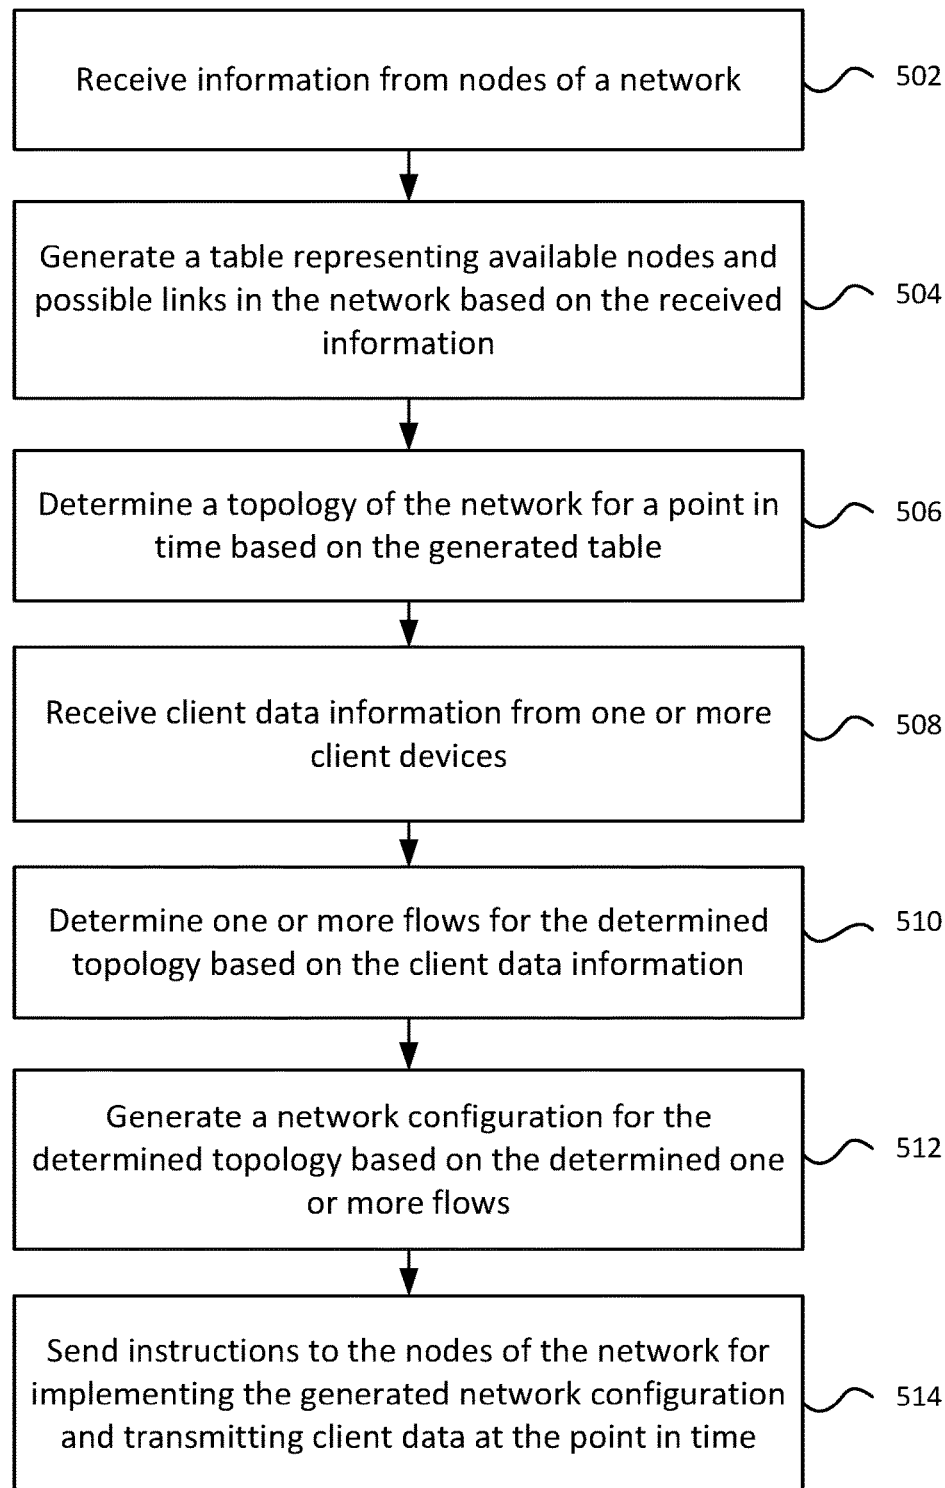 Receive information from nodes of a network
502
Generate a table representing available nodes and
possible links in the network based on the received
information
504
Determine a topology of the network for a point in
time based on the generated table
506
Receive client data information from one or more
client devices
508
Determine one or more flows for the determined
topology based on the client data information
510
Generate a network configuration for the
determined topology based on the determined one
or more flows
512
Send instructions to the nodes of the network for
implementing the generated network configuration
and transmitting client data at the point in time
514